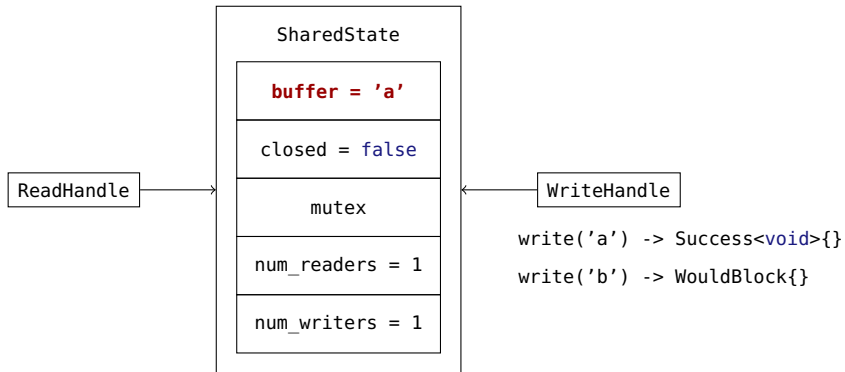 SharedState
buffer = ’a’
closed = false
ReadHandle
WriteHandle
mutex
write(’a’) -> Success<void>{}
num_readers = 1
write(’b’) -> WouldBlock{}
num_writers = 1